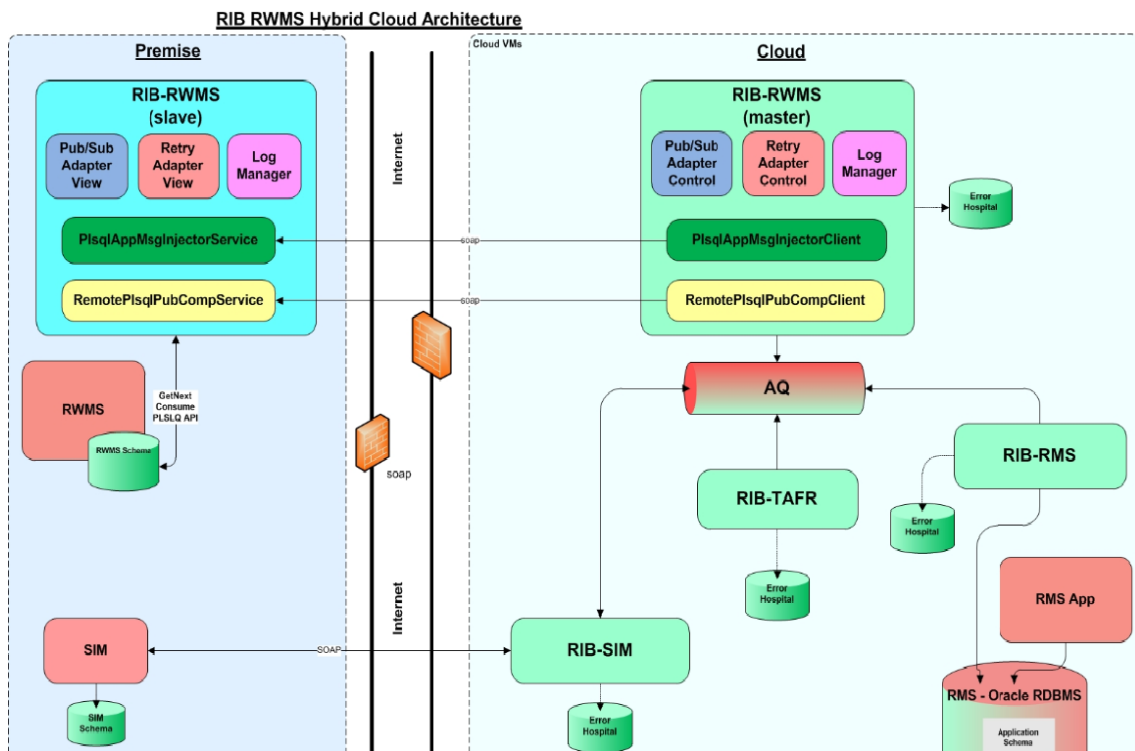 RIB RWMS Hybrid Cloud Architecture
Premise
RIB-RWMS
(slave)
Pub/Sub
Adapter
View
Retry
Adapter
View
Log
Manager
PlsqlAppMsgInjectorService
RemotePlsqlPubCompService
RWMS
RWMS Schema
GetNext
Consume
PLSLQ API
SIM
SIM
Schema
Internet
soap
soap
soap
Internet
SOAP
Cloud VMs
Cloud
RIB-RWMS
(master)
Pub/Sub
Adapter
Control
Retry
Adapter
Control
Log
Manager
PlsqlAppMsgInjectorClient
RemotePlsqlPubCompClient
Error
Hospital
AQ
RIB-TAFR
Error
Hospital
RIB-RMS
Error
Hospital
RIB-SIM
Error
Hospital
RMS App
RMS - Oracle RDBMS
Application
Schema